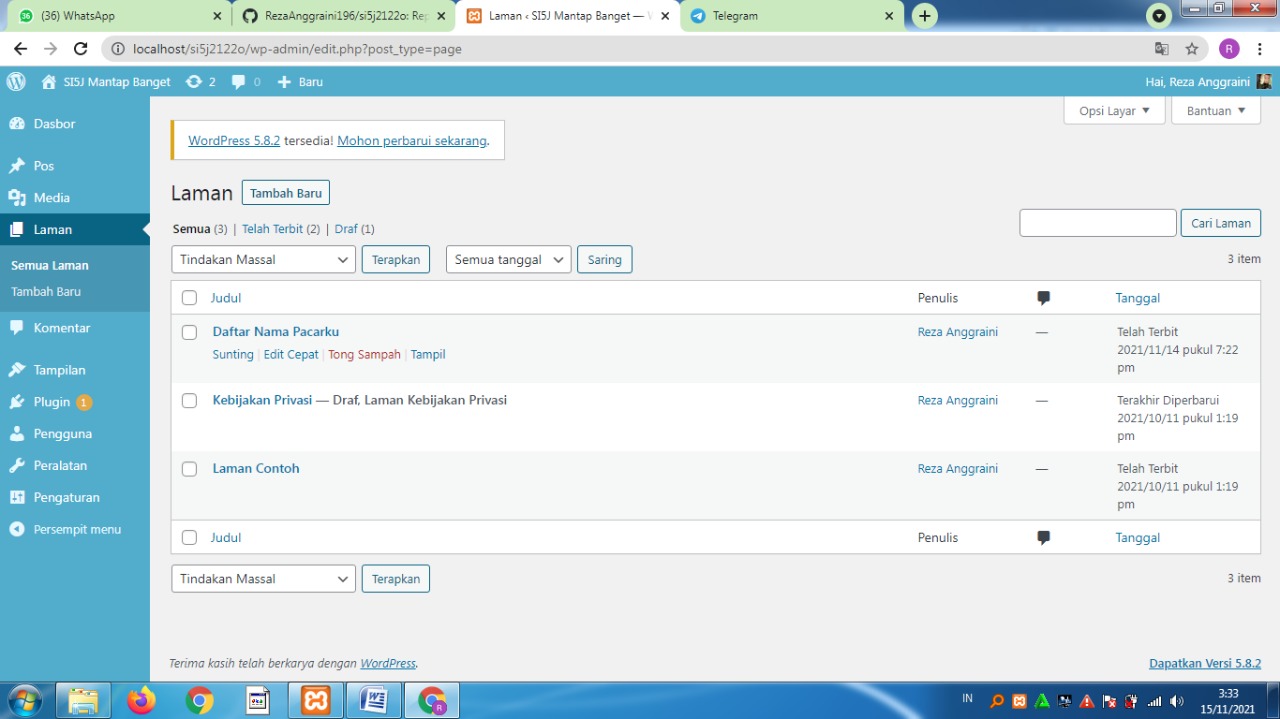 (36) WhatsApp
RezaAnggraini196/si5j2122o: Rep
Laman ‹ SI5J Mantap Banget — W
Telegram
localhost/si5j2122o/wp-admin/edit.php?post_type=page
R
SI5J Mantap Banget 2 0 Baru
Hai, Reza Anggraini
Dasbor
Pos
Media
Laman
Semua Laman
Tambah Baru
Komentar
Tampilan
Plugin 1
Pengguna
Peralatan
Pengaturan
Persempit menu
Opsi Layar
Bantuan
WordPress 5.8.2 tersedia! Mohon perbarui sekarang.
Laman Tambah Baru
Semua (3) | Telah Terbit (2) | Draf (1)
Cari Laman
Tindakan Massal Terapkan Semua tanggal Saring
3 item
Judul Penulis Tanggal
Daftar Nama Pacarku Reza Anggraini — Telah Terbit
Sunting | Edit Cepat | Tong Sampah | Tampil
2021/11/14 pukul 7:22
pm
Kebijakan Privasi — Draf, Laman Kebijakan Privasi Reza Anggraini — Terakhir Diperbarui
2021/10/11 pukul 1:19
pm
Laman Contoh Reza Anggraini — Telah Terbit
2021/10/11 pukul 1:19
pm
Judul Penulis Tanggal
Tindakan Massal Terapkan
3 item
Terima kasih telah berkarya dengan WordPress.
Dapatkan Versi 5.8.2
IN
3:33
15/11/2021